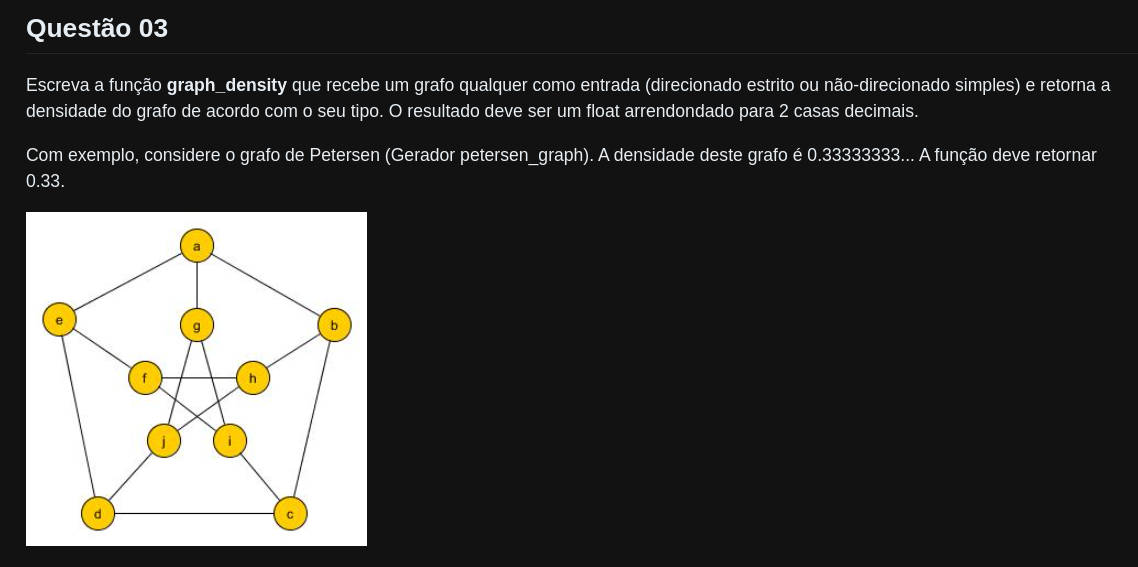 Questão 03
Escreva a função graph_density que recebe um grafo qualquer como entrada (direcionado estrito ou não-direcionado simples) e retorna a
densidade do grafo de acordo com o seu tipo. O resultado deve ser um float arrendondado para 2 casas decimais.
Com exemplo, considere o grafo de Petersen (Gerador petersen_graph). A densidade deste grafo é 0.33333333... A função deve retornar
0.33.
a
e
g
b
f
h
j
i
d
c